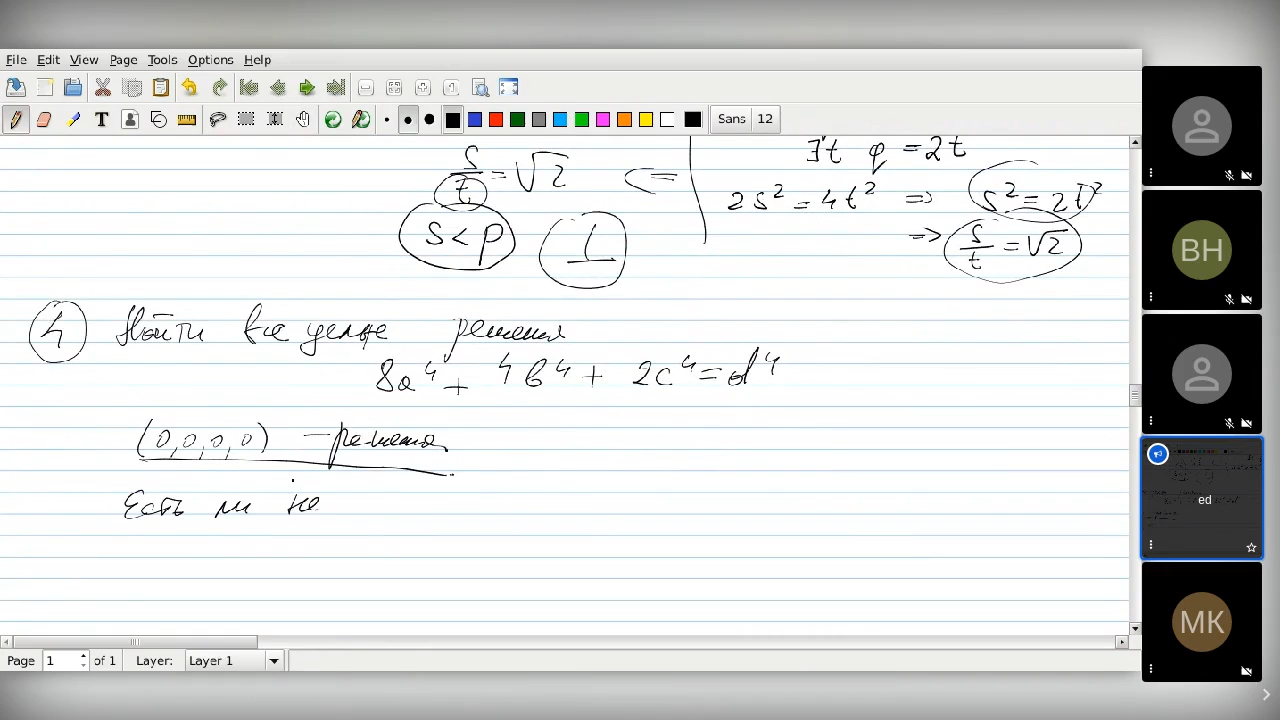 File Edit View Page Tools Options Help
Sans 12
s/t = √2 <=
∃t q = 2t
2s² = 4t² => s² = 2t²
s < p ⊥
=> s/t = √2
4 Найти все целые решения
8a⁴ + 4b⁴ + 2c⁴ = d⁴
(0,0,0,0) – решения
Есть ли не
BH
ed
MK
Page 1 of 1 Layer: Layer 1